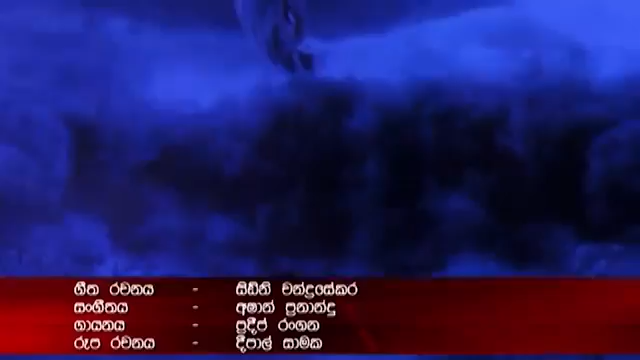 ගීත රචනය - සිඩ්නි චන්ද්‍රසේකර
සංගීතය - අෂාන් ප්‍රනාන්දු
ගායනය - ප්‍රදීප් රංගන
රූප රචනය - දීපාල් සාමක